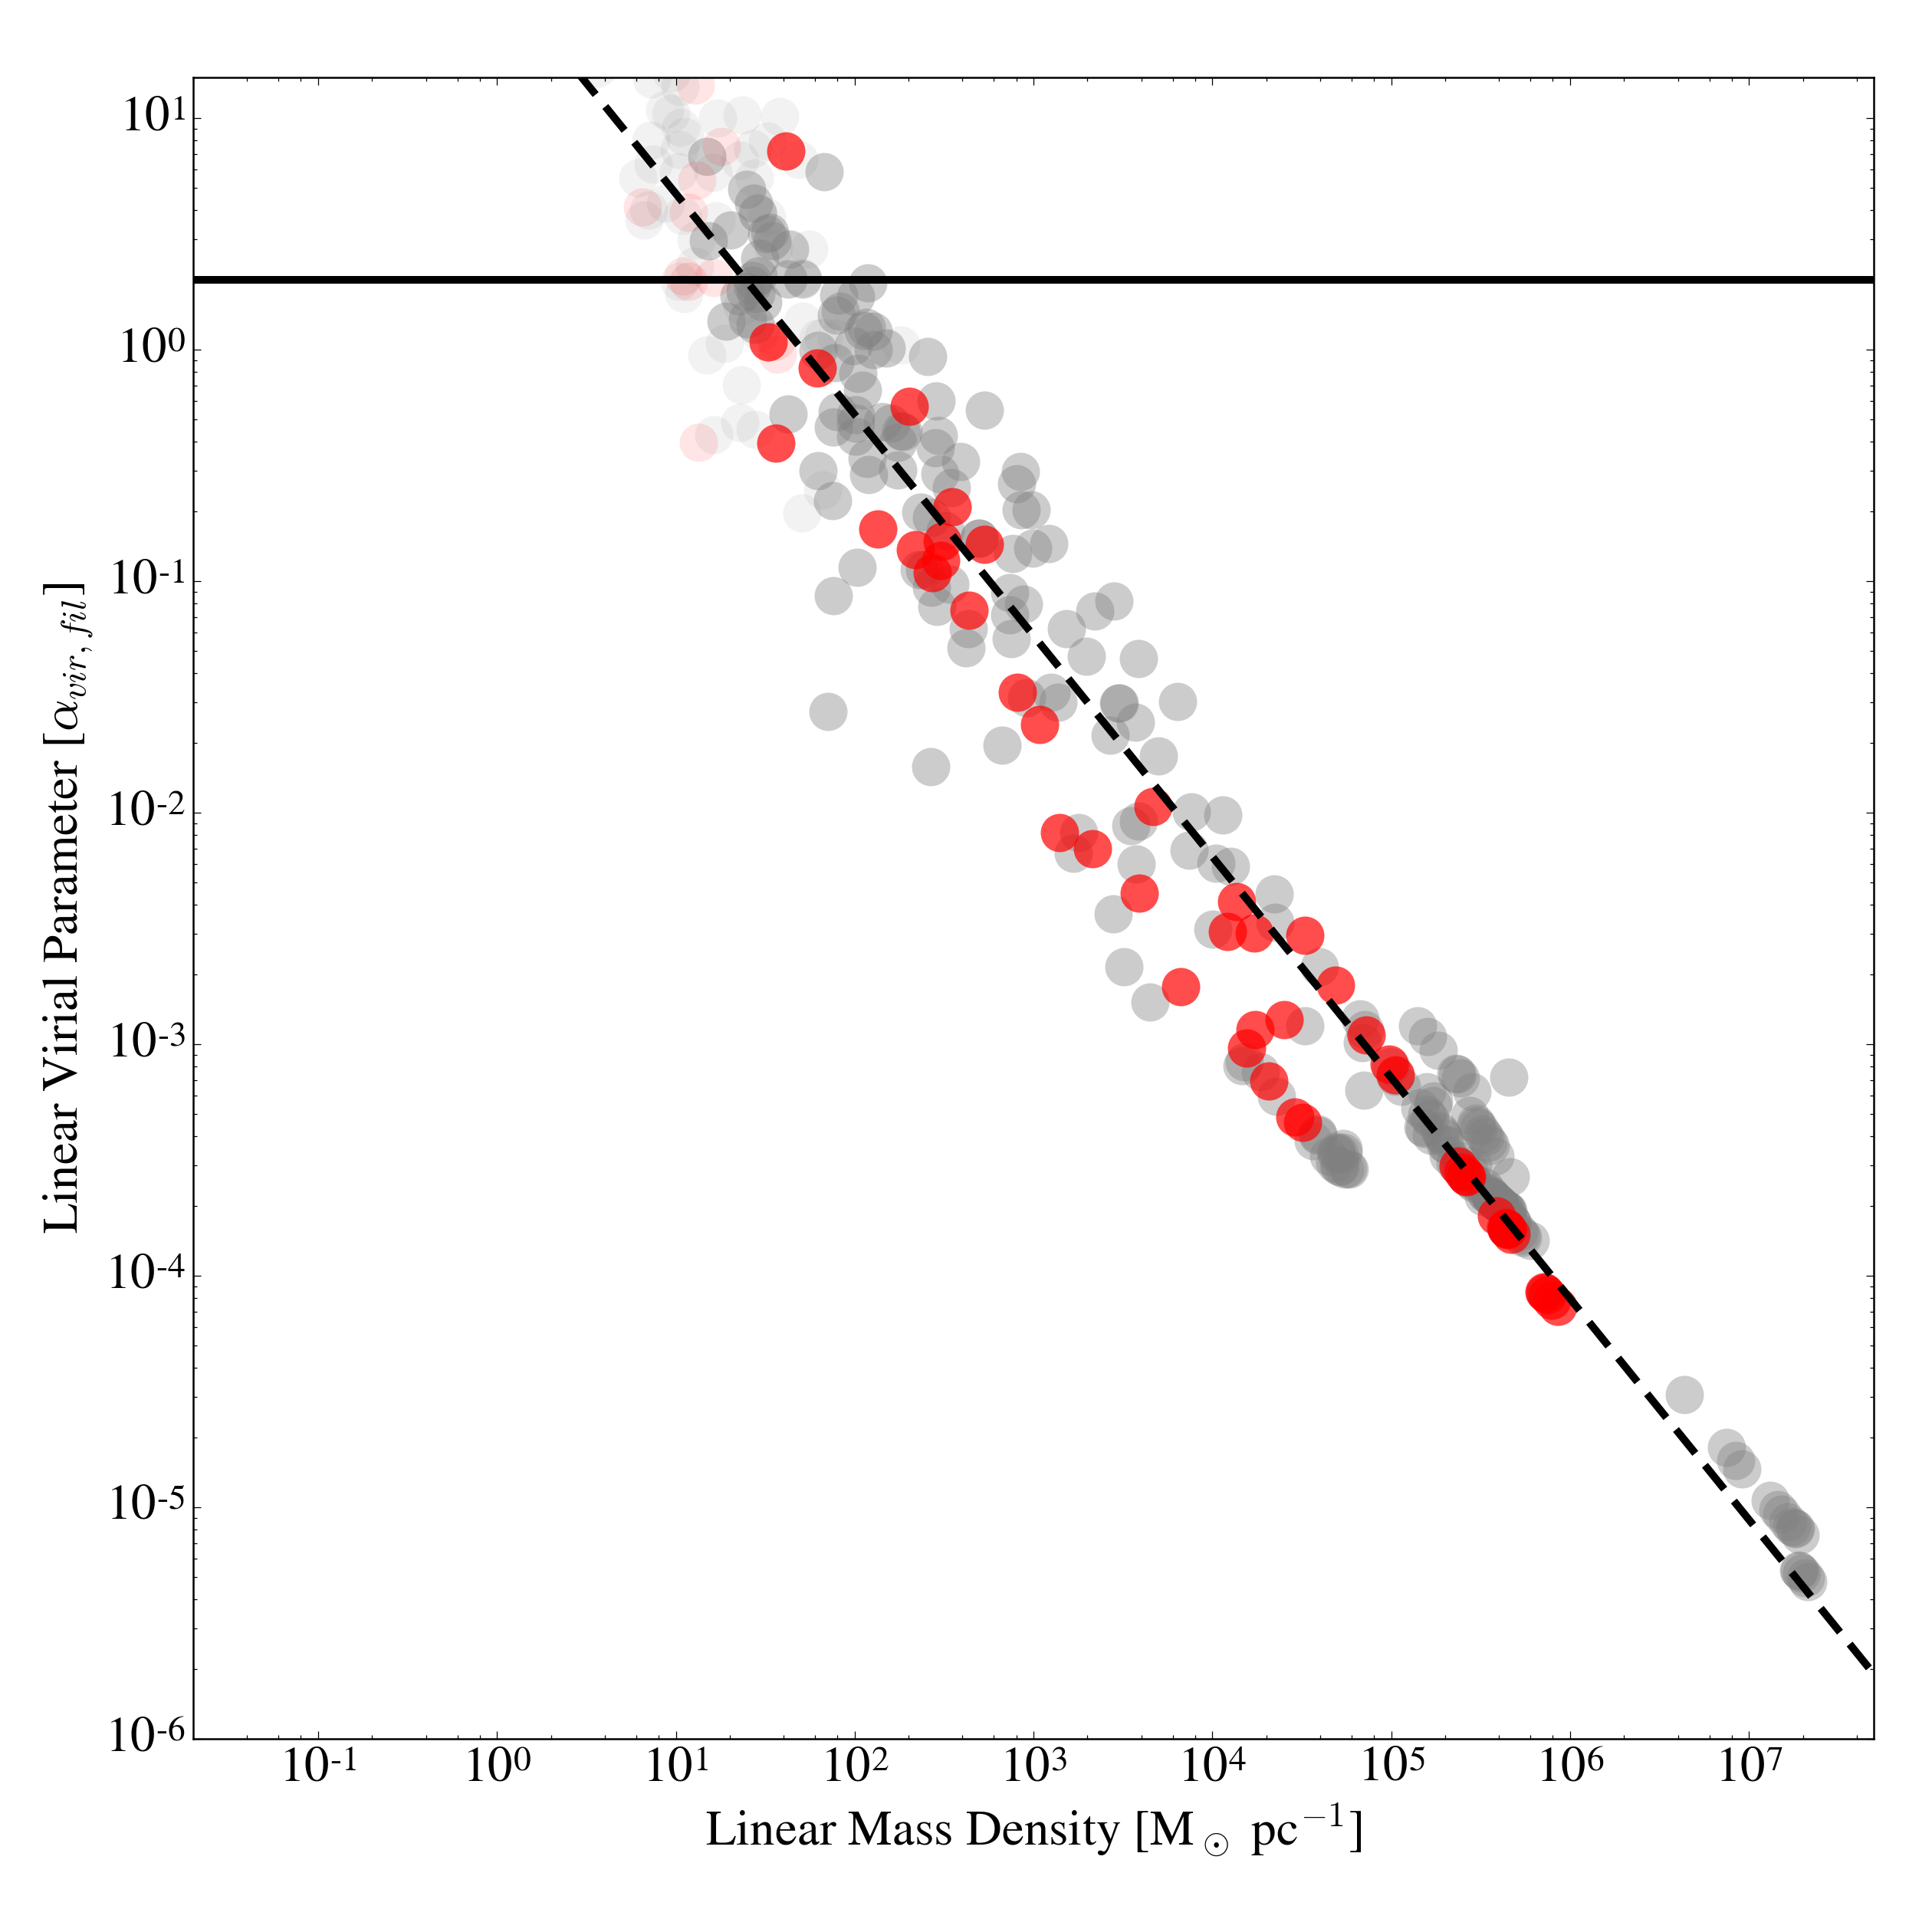 10¹
10⁰
10⁻¹
10⁻²
10⁻³
10⁻⁴
10⁻⁵
10⁻⁶
Linear Virial Parameter [α_vir, fil]
10⁻¹ 10⁰ 10¹ 10² 10³ 10⁴ 10⁵ 10⁶ 10⁷
Linear Mass Density [M⊙ pc⁻¹]